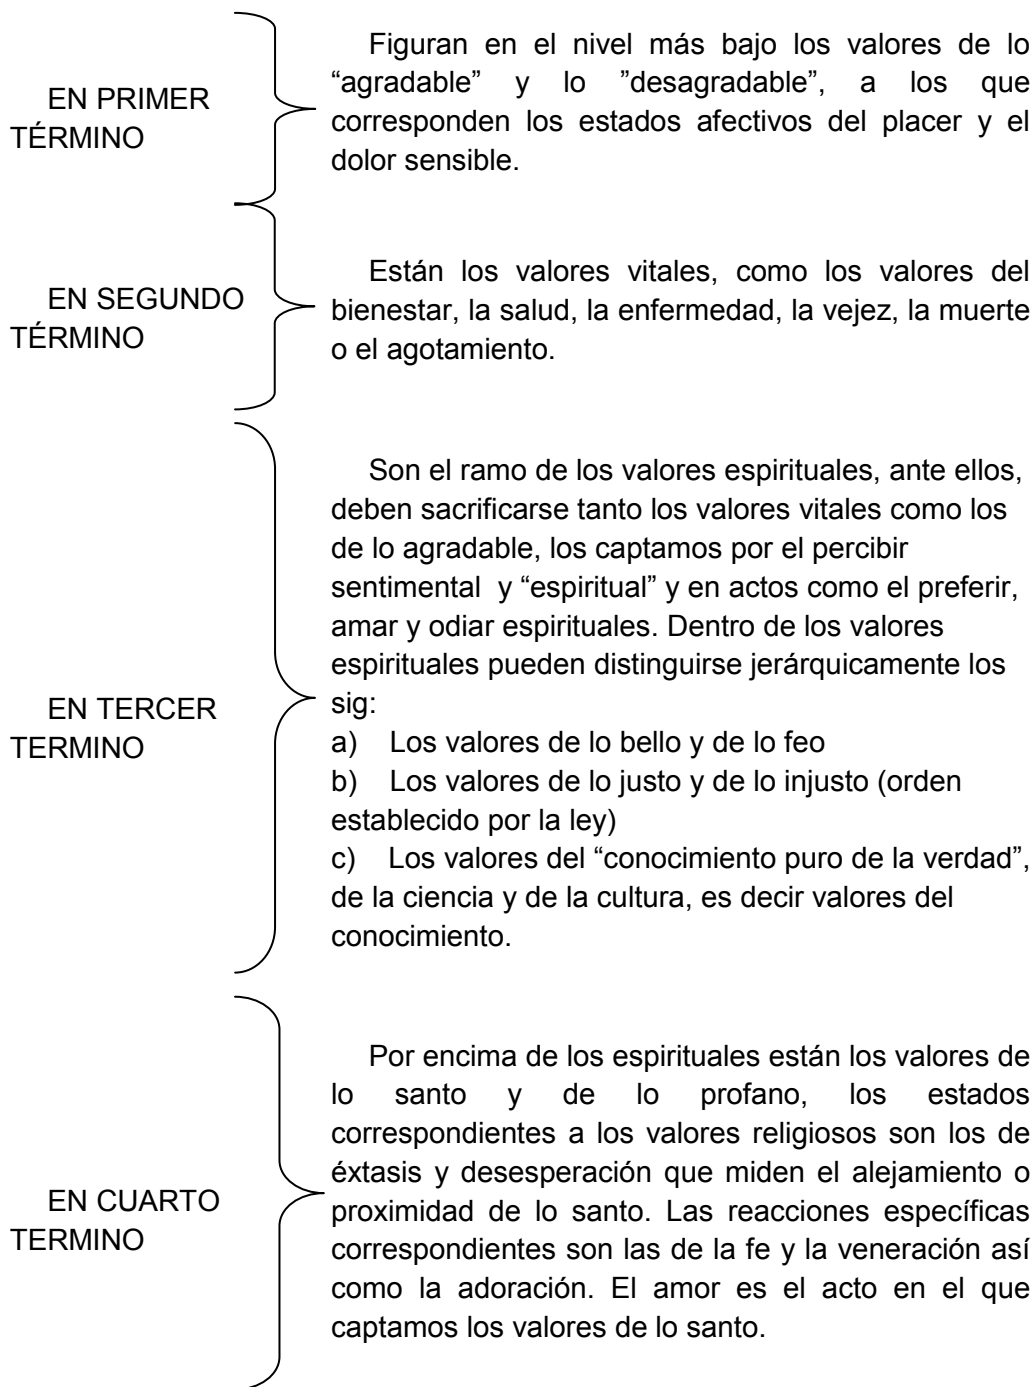 EN PRIMER
TÉRMINO
Figuran en el nivel más bajo los valores de lo
“agradable” y lo ”desagradable”, a los que
corresponden los estados afectivos del placer y el
dolor sensible.
EN SEGUNDO
TÉRMINO
Están los valores vitales, como los valores del
bienestar, la salud, la enfermedad, la vejez, la muerte
o el agotamiento.
EN TERCER
TERMINO
Son el ramo de los valores espirituales, ante ellos,
deben sacrificarse tanto los valores vitales como los
de lo agradable, los captamos por el percibir
sentimental y “espiritual” y en actos como el preferir,
amar y odiar espirituales. Dentro de los valores
espirituales pueden distinguirse jerárquicamente los
sig:
a) Los valores de lo bello y de lo feo
b) Los valores de lo justo y de lo injusto (orden
establecido por la ley)
c) Los valores del “conocimiento puro de la verdad”,
de la ciencia y de la cultura, es decir valores del
conocimiento.
EN CUARTO
TERMINO
Por encima de los espirituales están los valores de
lo santo y de lo profano, los estados
correspondientes a los valores religiosos son los de
éxtasis y desesperación que miden el alejamiento o
proximidad de lo santo. Las reacciones específicas
correspondientes son las de la fe y la veneración así
como la adoración. El amor es el acto en el que
captamos los valores de lo santo.